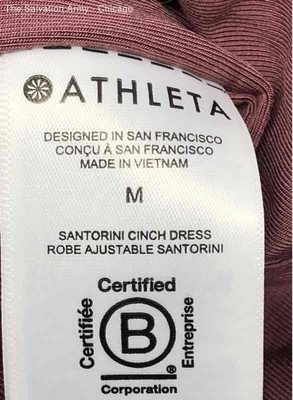 The Salvation Army - Chicago
ATHLETA
DESIGNED IN SAN FRANCISCO
CONÇU À SAN FRANCISCO
MADE IN VIETNAM
M
SANTORINI CINCH DRESS
ROBE AJUSTABLE SANTORINI
Certified
Certifiée
B
Entreprise
Corporation